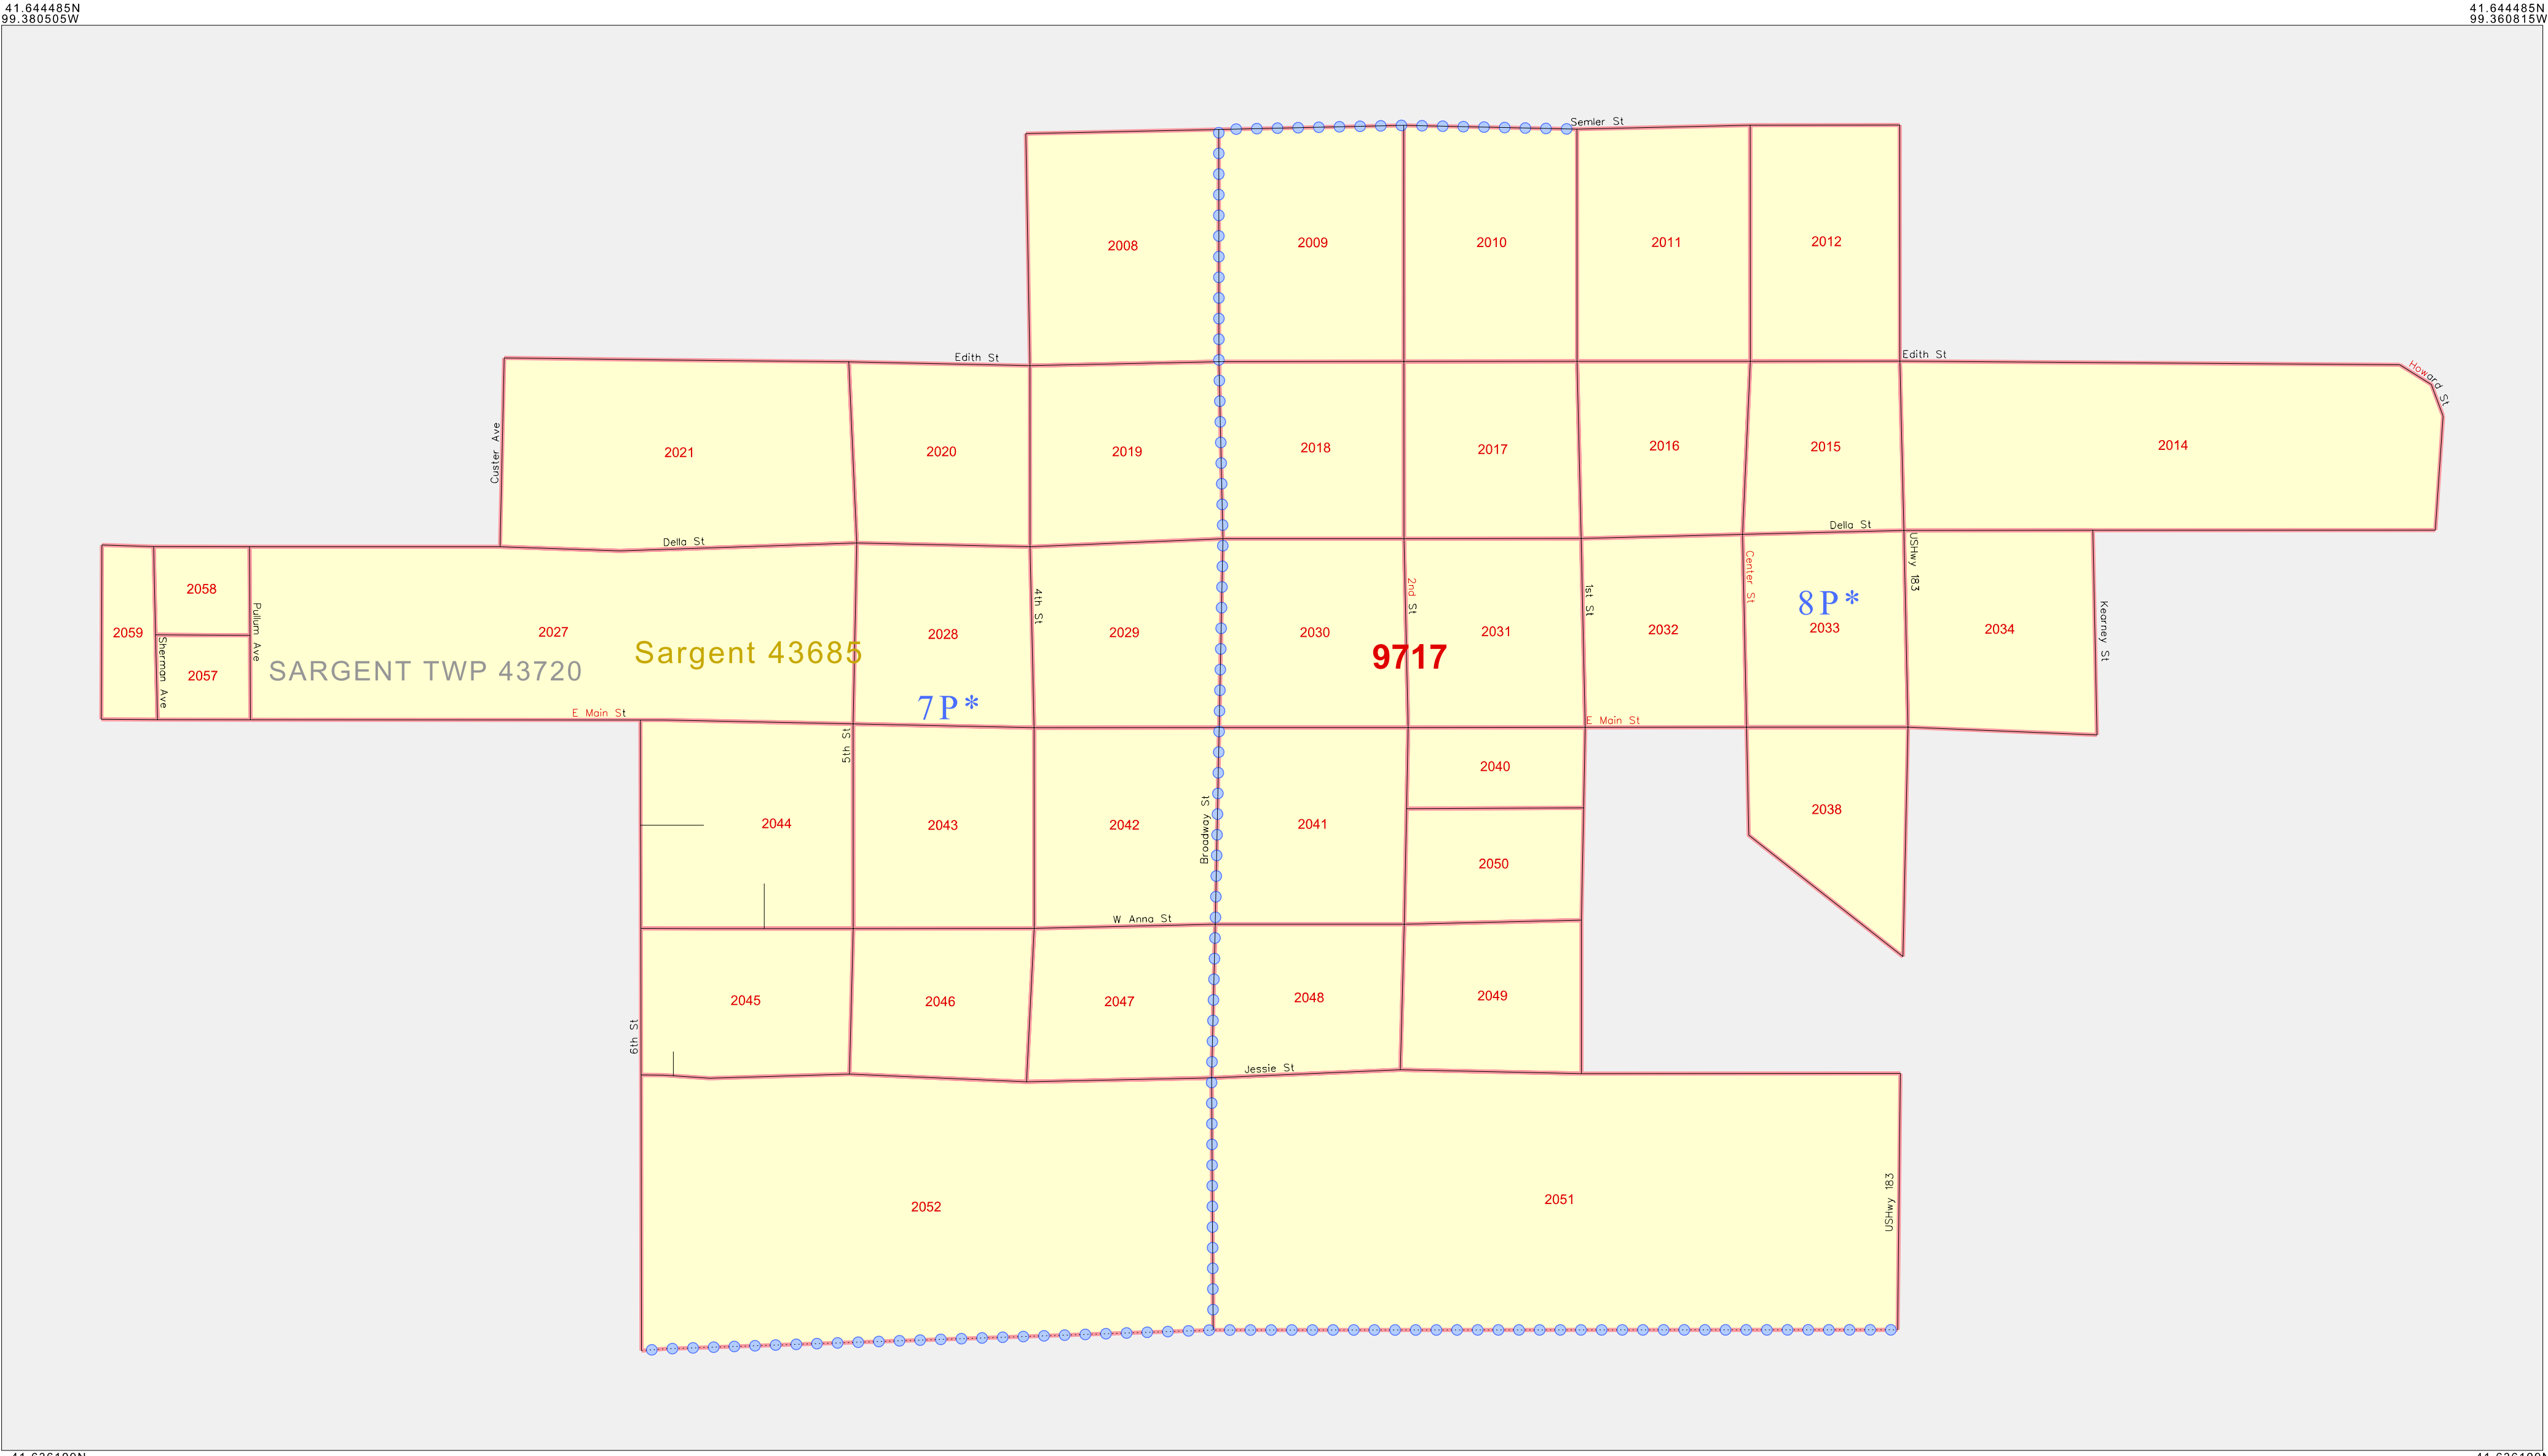 41.644485N
99.380505W
41.644485N
99.360815W
Semler St
2008
2009
2010
2011
2012
Edith St
Edith St
Howard St
Custer Ave
2021
2020
2019
2018
2017
2016
2015
2014
Della St
Della St
2059
2058
2057
Sherman Ave
Pullum Ave
2027
SARGENT TWP 43720
Sargent 43685
2028
7P*
4th St
2029
2030
2nd St
9717
2031
1st St
2032
Center St
8P*
2033
USHwy 183
2034
Kearney St
E Main St
E Main St
5th St
2044
2043
2042
Broadway St
2041
2040
2050
2038
W Anna St
6th St
2045
2046
2047
2048
2049
Jessie St
2052
2051
USHwy 183